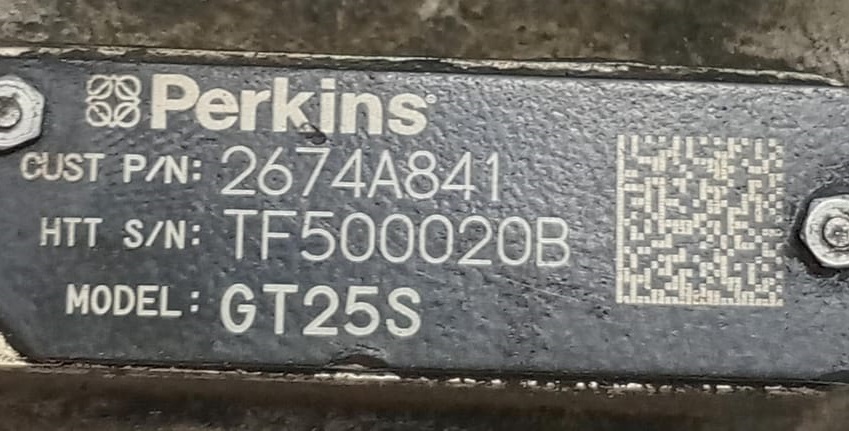 Perkins
CUST P/N: 2674A841
HTT S/N: TF500020B
MODEL: GT25S